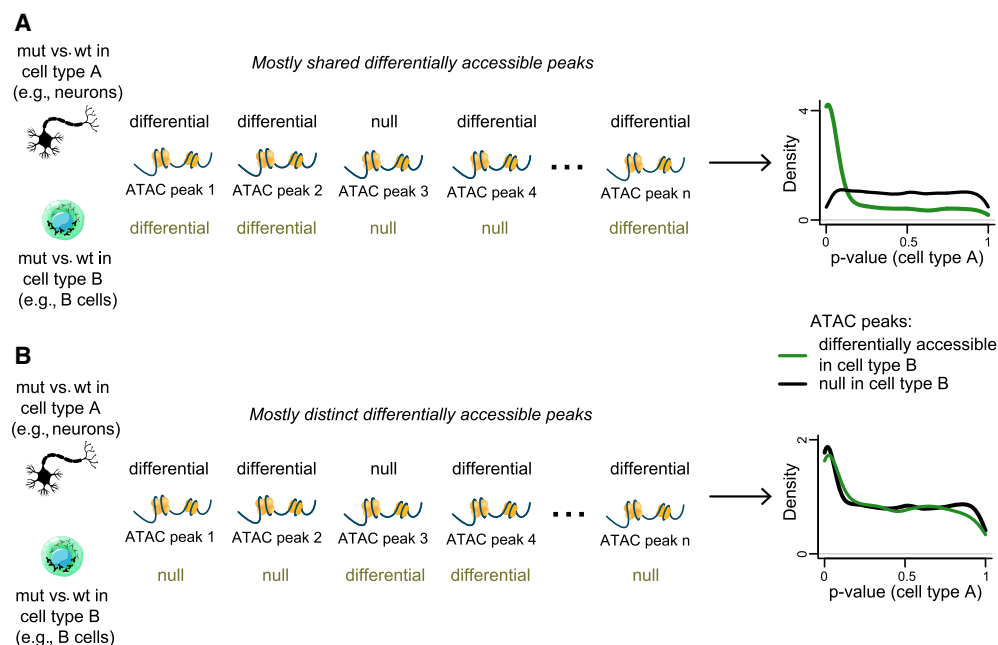 A
mut vs. wt in
cell type A
(e.g., neurons)
Mostly shared differentially accessible peaks
differential differential null differential differential
ATAC peak 1 ATAC peak 2 ATAC peak 3 ATAC peak 4 ... ATAC peak n
differential differential null null differential
mut vs. wt in
cell type B
(e.g., B cells)
Density
4
0
0 0.5 1
p-value (cell type A)
ATAC peaks:
differentially accessible
in cell type B
null in cell type B
B
mut vs. wt in
cell type A
(e.g., neurons)
Mostly distinct differentially accessible peaks
differential differential null differential differential
ATAC peak 1 ATAC peak 2 ATAC peak 3 ATAC peak 4 ... ATAC peak n
null null differential differential null
mut vs. wt in
cell type B
(e.g., B cells)
Density
2
0
0 0.5 1
p-value (cell type A)